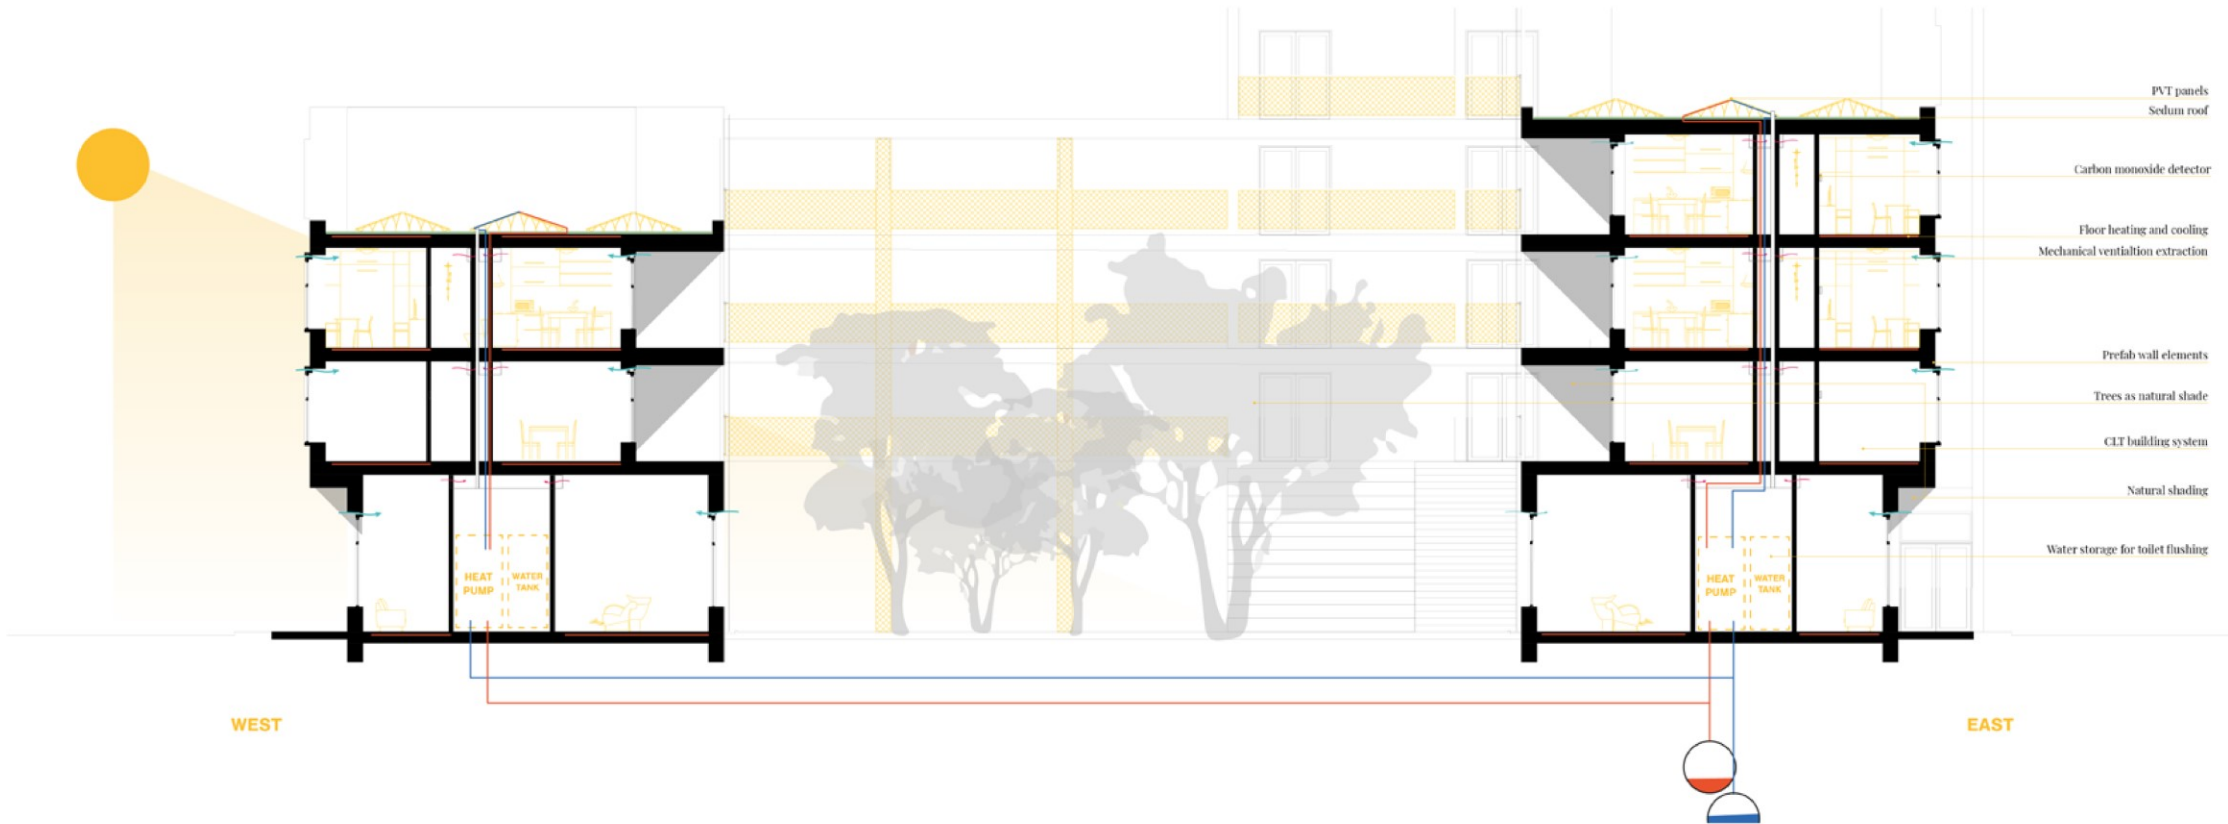 PVT panels
Sedum roof
Carbon monoxide detector
Floor heating and cooling
Mechanical ventialtion extraction
Prefab wall elements
Trees as natural shade
CLT building system
Natural shading
Water storage for toilet flushing
HEAT
PUMP
WATER
TANK
HEAT
PUMP
WATER
TANK
WEST
EAST